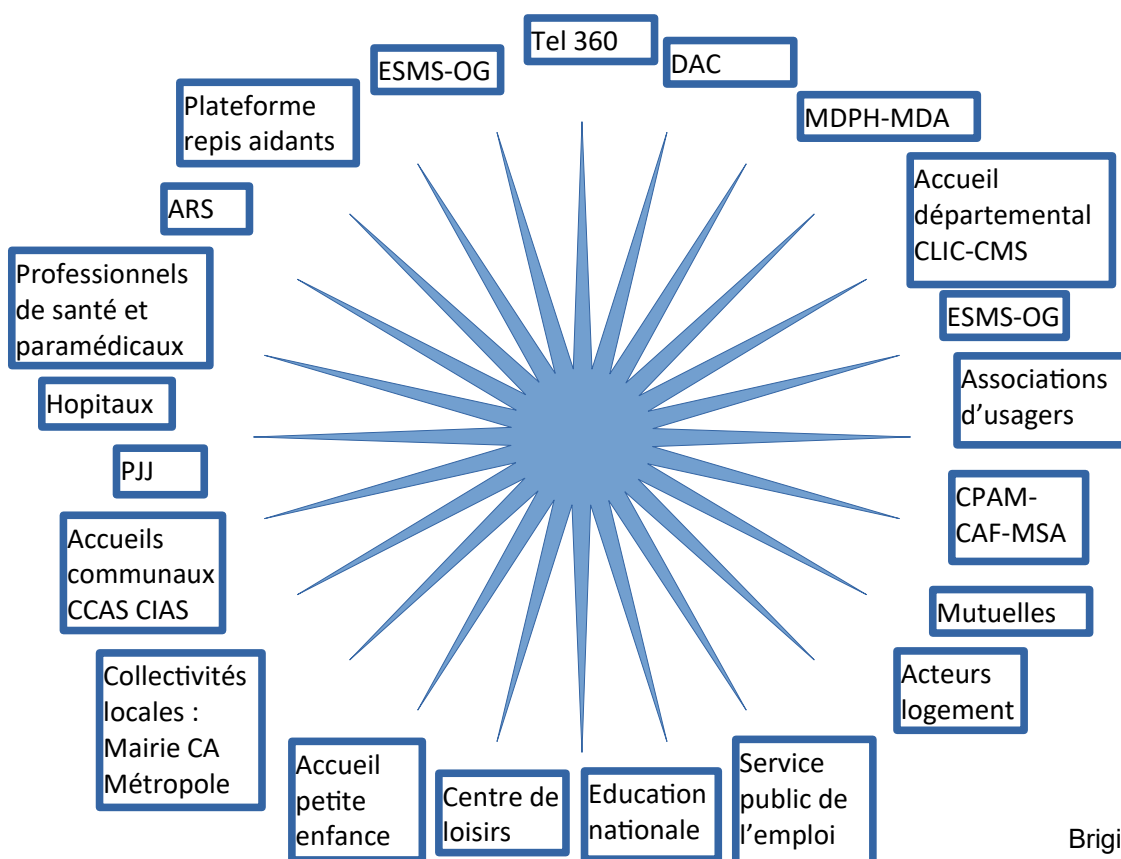 Tel 360
DAC
MDPH-MDA
Accueil
départemental
CLIC-CMS
ESMS-OG
Associations
d’usagers
CPAM-
CAF-MSA
Mutuelles
Acteurs
logement
Service
public de
l’emploi
Education
nationale
Centre de
loisirs
Accueil
petite
enfance
Collectivités
locales :
Mairie CA
Métropole
Accueils
communaux
CCAS CIAS
PJJ
Hopitaux
Professionnels
de santé et
paramédicaux
ARS
Plateforme
repis aidants
ESMS-OG
Brigi